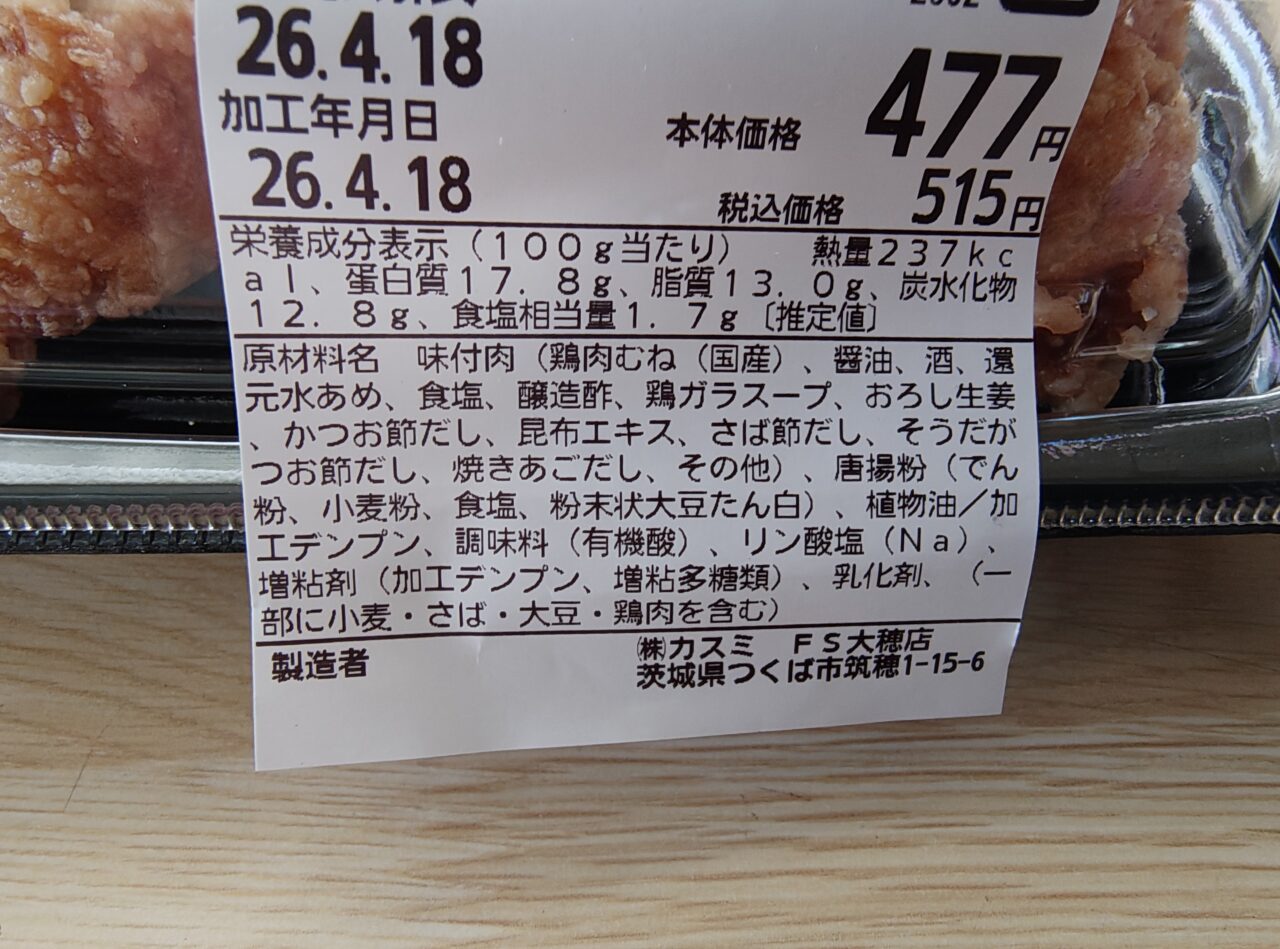 26.4.18
加工年月日
26.4.18
本体価格 477円
税込価格 515円
栄養成分表示（100g当たり） 熱量237kc
al、蛋白質17.8g、脂質13.0g、炭水化物
12.8g、食塩相当量1.7g〔推定値〕
原材料名 味付肉（鶏肉むね（国産）、醤油、酒、還
元水あめ、食塩、醸造酢、鶏ガラスープ、おろし生姜
、かつお節だし、昆布エキス、さば節だし、そうだが
つお節だし、焼きあごだし、その他）、唐揚粉（でん
粉、小麦粉、食塩、粉末状大豆たん白）、植物油／加
工デンプン、調味料（有機酸）、リン酸塩（Na）、
増粘剤（加工デンプン、増粘多糖類）、乳化剤、（一
部に小麦・さば・大豆・鶏肉を含む）
製造者 ㈱カスミ FS大穂店
茨城県つくば市筑穂1-15-6